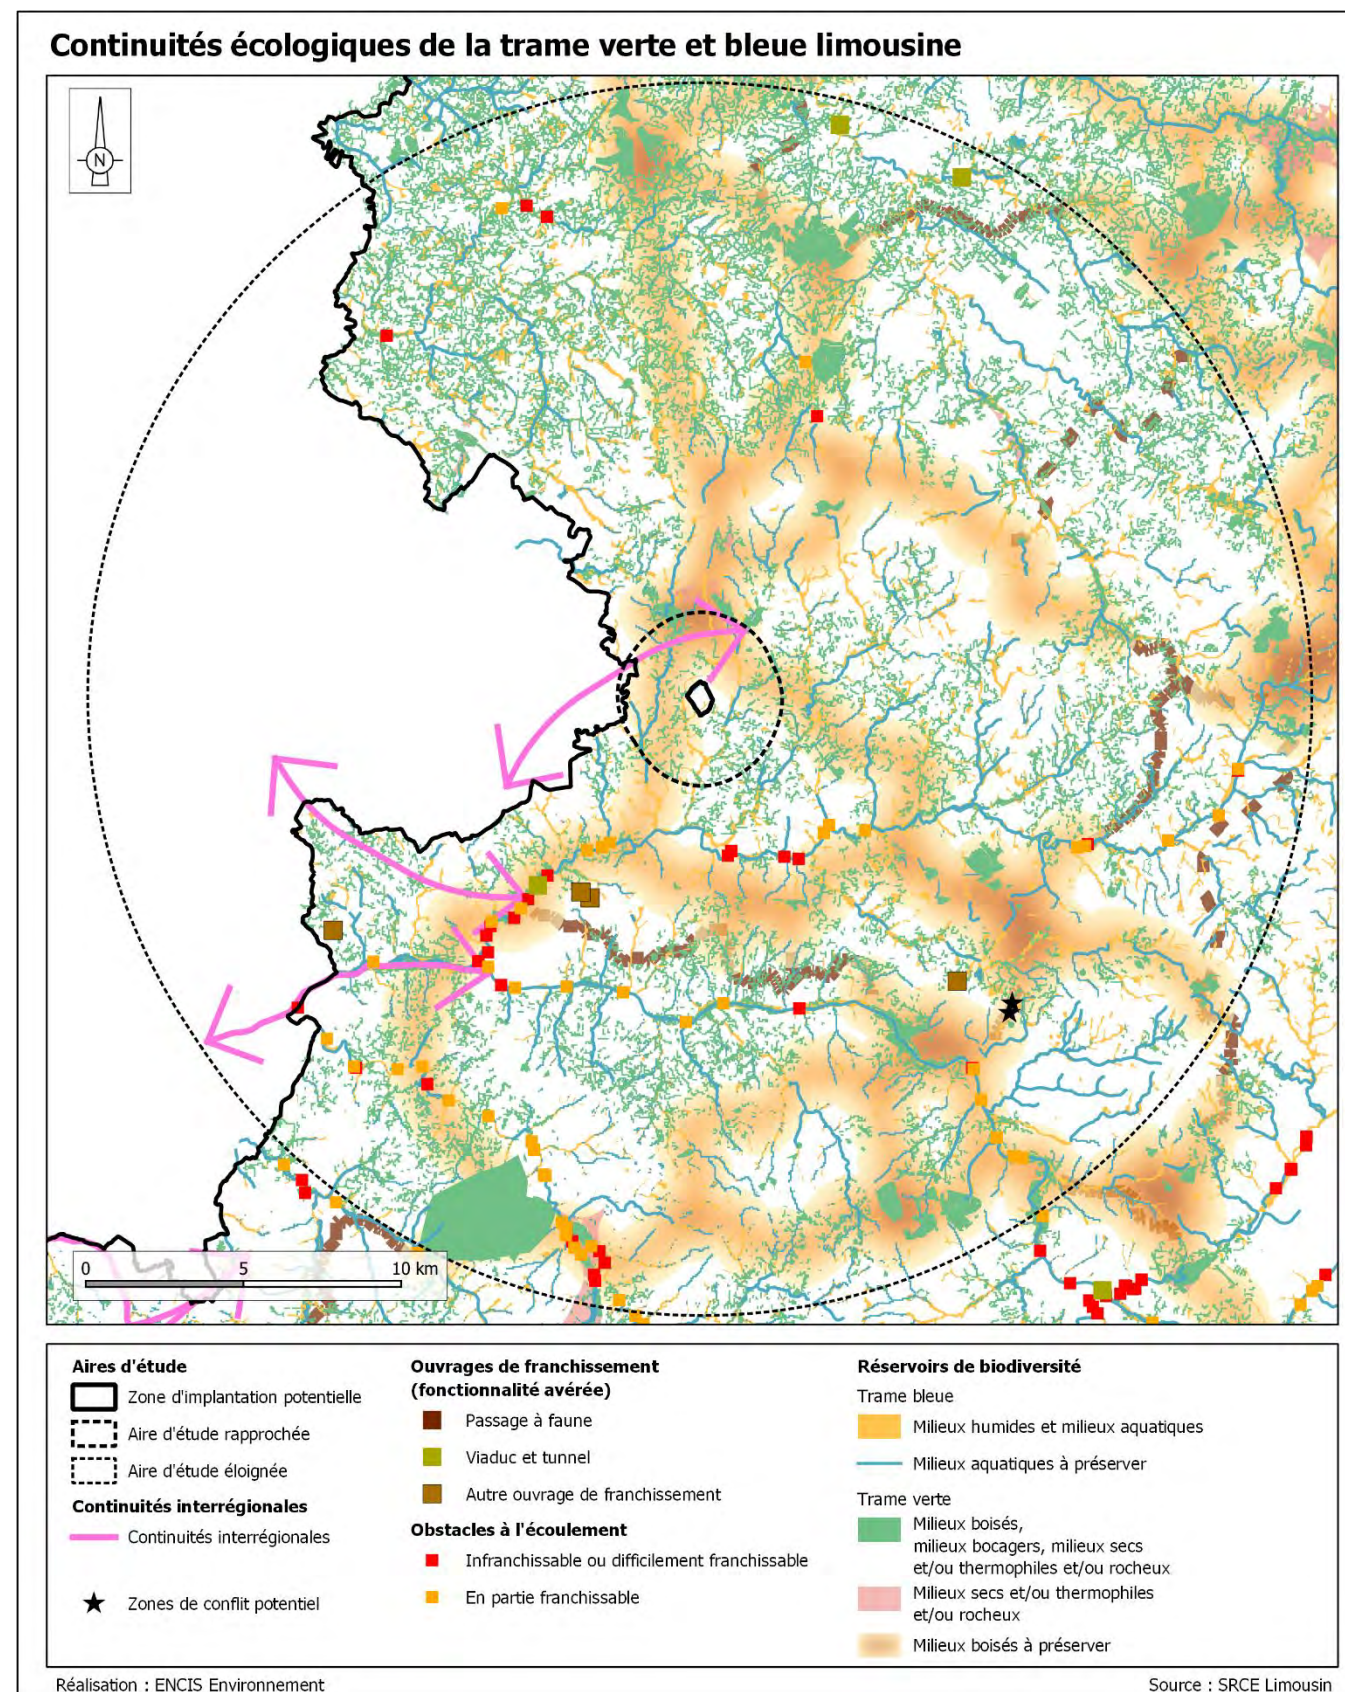 Continuités écologiques de la trame verte et bleue limousine
N
0 5 10 km
Aires d'étude
Zone d'implantation potentielle
Aire d'étude rapprochée
Aire d'étude éloignée
Continuités interrégionales
Continuités interrégionales
Zones de conflit potentiel
Ouvrages de franchissement
(fonctionnalité avérée)
Passage à faune
Viaduc et tunnel
Autre ouvrage de franchissement
Obstacles à l'écoulement
Infranchissable ou difficilement franchissable
En partie franchissable
Réservoirs de biodiversité
Trame bleue
Milieux humides et milieux aquatiques
Milieux aquatiques à préserver
Trame verte
Milieux boisés,
milieux bocagers, milieux secs
et/ou thermophiles et/ou rocheux
Milieux secs et/ou thermophiles
et/ou rocheux
Milieux boisés à préserver
Réalisation : ENCIS Environnement
Source : SRCE Limousin